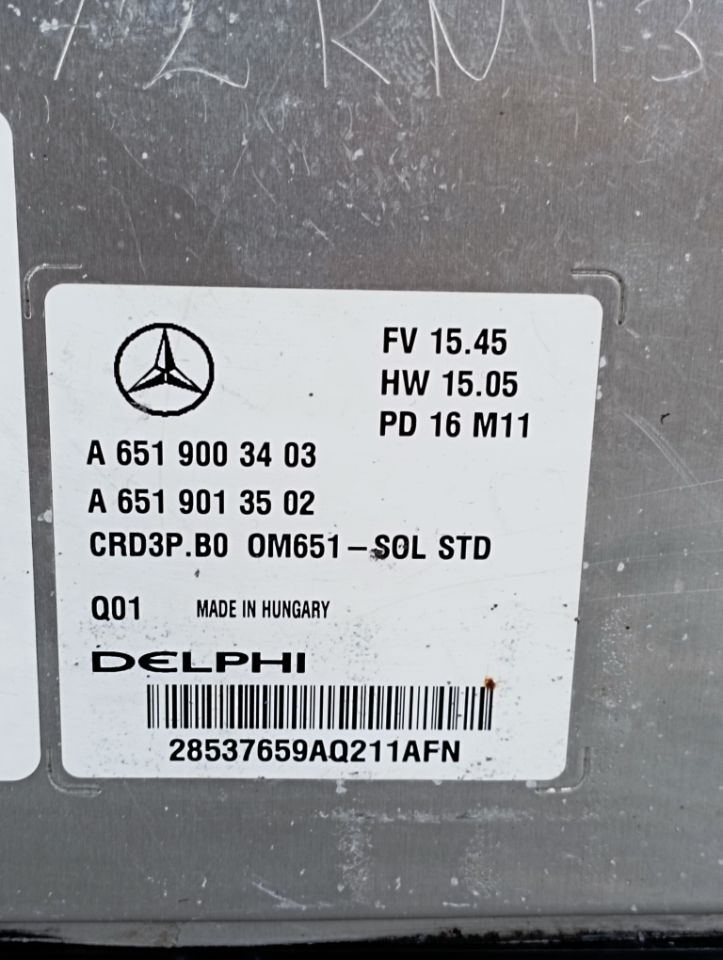 FV 15.45
HW 15.05
PD 16 M11
A 651 900 34 03
A 651 901 35 02
CRD3P.B0 OM651-SOL STD
Q01 MADE IN HUNGARY
DELPHI
28537659AQ211AFN